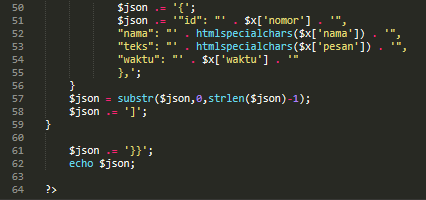 50 $json .= '{';
51 $json .= '"id": "' . $x['nomor'] . '",
52 "nama": "' . htmlspecialchars($x['nama']) . '",
53 "teks": "' . htmlspecialchars($x['pesan']) . '",
54 "waktu": "' . $x['waktu'] . '"
55 },';
56 }
57 $json = substr($json,0,strlen($json)-1);
58 $json .= ']';
59 }
60
61 $json .= '}}';
62 echo $json;
63
64 ?>